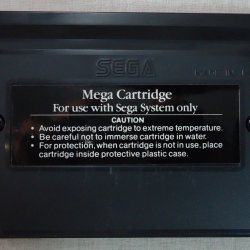 SEGA
Mega Cartridge
For use with Sega System only
CAUTION
• Avoid exposing cartridge to extreme temperature.
• Be careful not to immerse cartridge in water.
• For protection, when cartridge is not in use, place
cartridge inside protective plastic case.